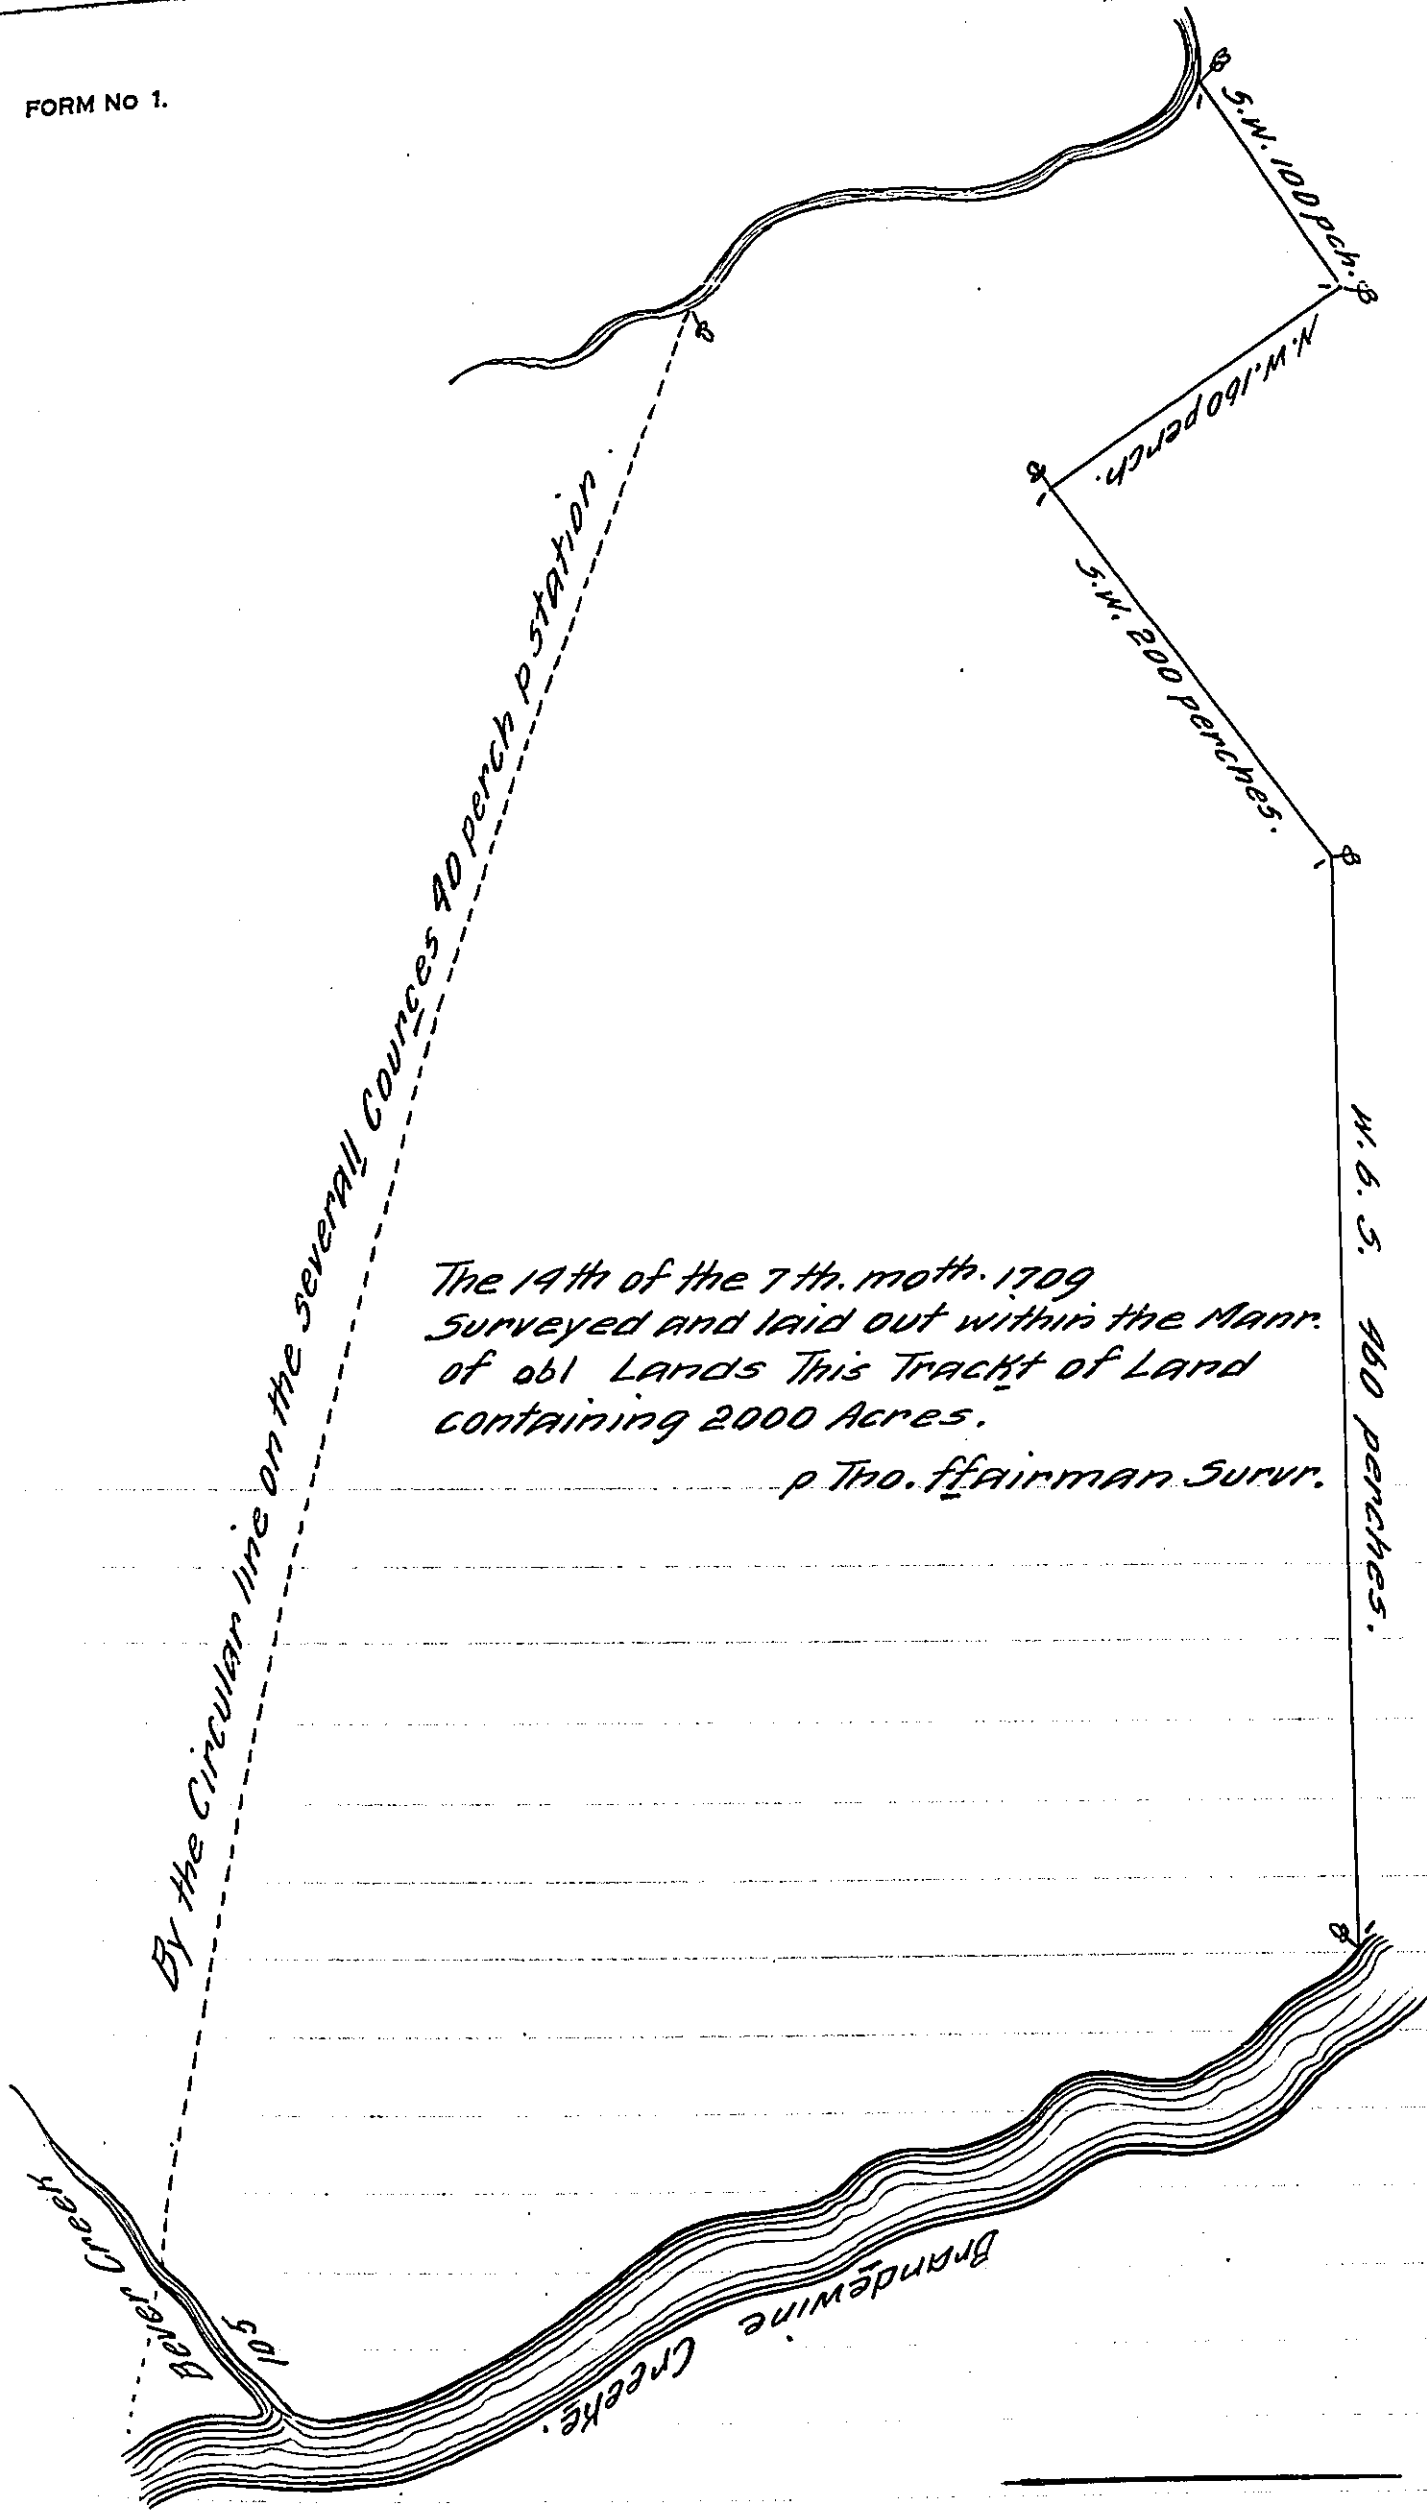 FORM No 1.
S.W. 100 pch.
N.W. 160 perch.
S.W. 200 perches.
W. 6. S. 460 perches.
By the Circular line on the severall Cources 40 perch p station.
The 14th of the 7th. moth. 1709
Surveyed and laid out within the Manr.
of obl Lands This Trackt of Land
containing 2000 Acres.
p Tho. ffairman Survr.
Bever Creek
105
Brandewine Creeke.